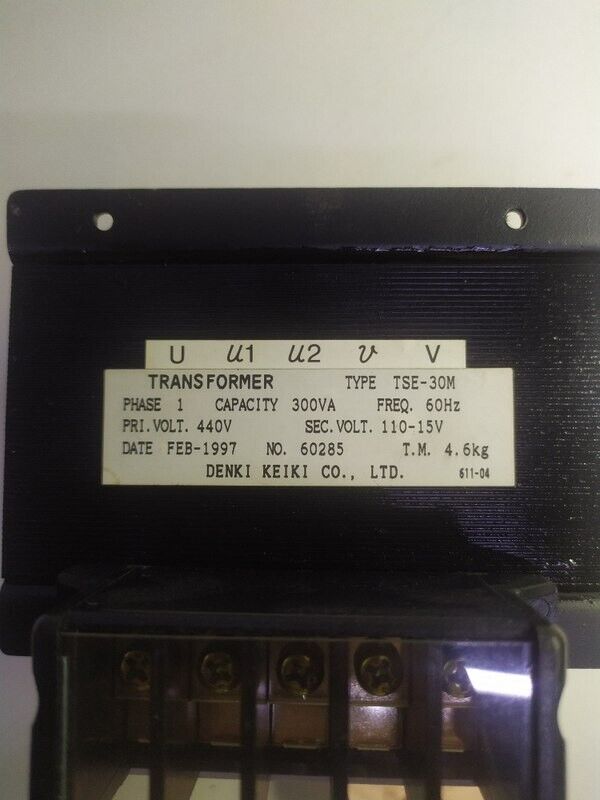 U u1 u2 v V
TRANSFORMER TYPE TSE-30M
PHASE 1 CAPACITY 300VA FREQ. 60Hz
PRI.VOLT. 440V SEC.VOLT. 110-15V
DATE FEB-1997 NO. 60285 T.M. 4.6kg
DENKI KEIKI CO., LTD. 611-04